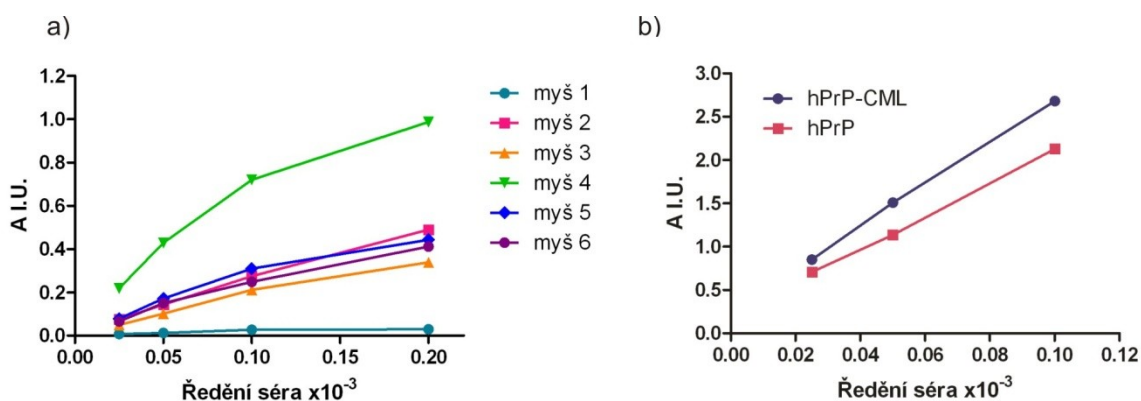 a)
1.2
1.0
0.8
0.6
0.4
0.2
0.0
0.00 0.05 0.10 0.15 0.20
A I.U.
Ředění séra x10⁻³
myš 1
myš 2
myš 3
myš 4
myš 5
myš 6
b)
3.0
2.5
2.0
1.5
1.0
0.5
0.0
0.00 0.02 0.04 0.06 0.08 0.10 0.12
A I.U.
Ředění séra x10⁻³
hPrP-CML
hPrP